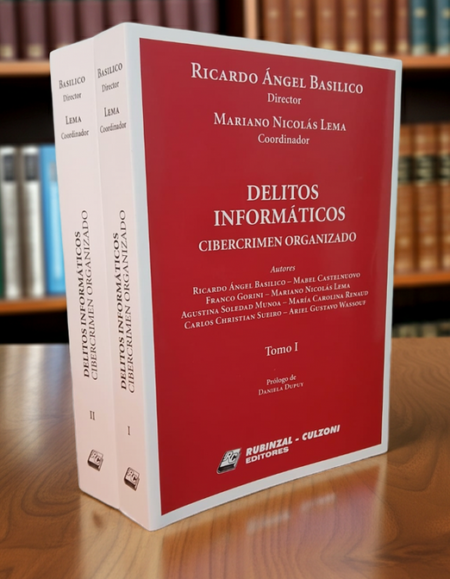 RICARDO ÁNGEL BASILICO
Director
MARIANO NICOLÁS LEMA
Coordinador
DELITOS
INFORMÁTICOS
CIBERCRIMEN ORGANIZADO
Autores
RICARDO ÁNGEL BASILICO – MABEL CASTELNUOVO
FRANCO GORINI – MARIANO NICOLÁS LEMA
AGUSTINA SOLEDAD MUNOA – MARÍA CAROLINA RENAUD
CARLOS CHRISTIAN SUEIRO – ARIEL GUSTAVO WASSOUF
Tomo I
Prólogo de
DANIELA DUPUY
RC
RUBINZAL - CULZONI
EDITORES
BASILICO
Director
LEMA
Coordinador
DELITOS INFORMÁTICOS
CIBERCRIMEN ORGANIZADO
II
RC
BASILICO
Director
LEMA
Coordinador
DELITOS INFORMÁTICOS
CIBERCRIMEN ORGANIZADO
I
RC